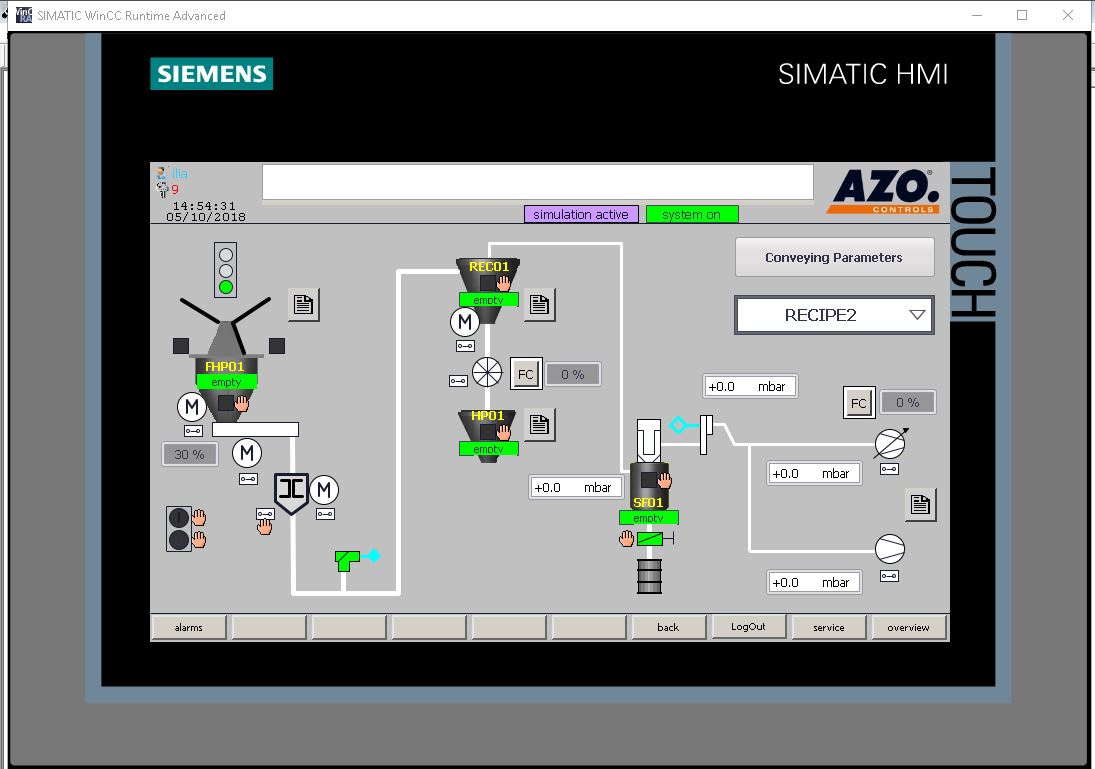 SIMATIC WinCC Runtime Advanced
SIEMENS
SIMATIC HMI
TOUCH
ilia
9
14:54:31
05/10/2018
AZO.®
CONTROLS
simulation active
system on
Conveying Parameters
RECIPE2
REC01
empty
M
FC
0 %
HP01
empty
FHP01
empty
M
30 %
M
M
+0.0 mbar
FC
0 %
+0.0 mbar
+0.0 mbar
SF01
empty
+0.0 mbar
alarms
back
LogOut
service
overview